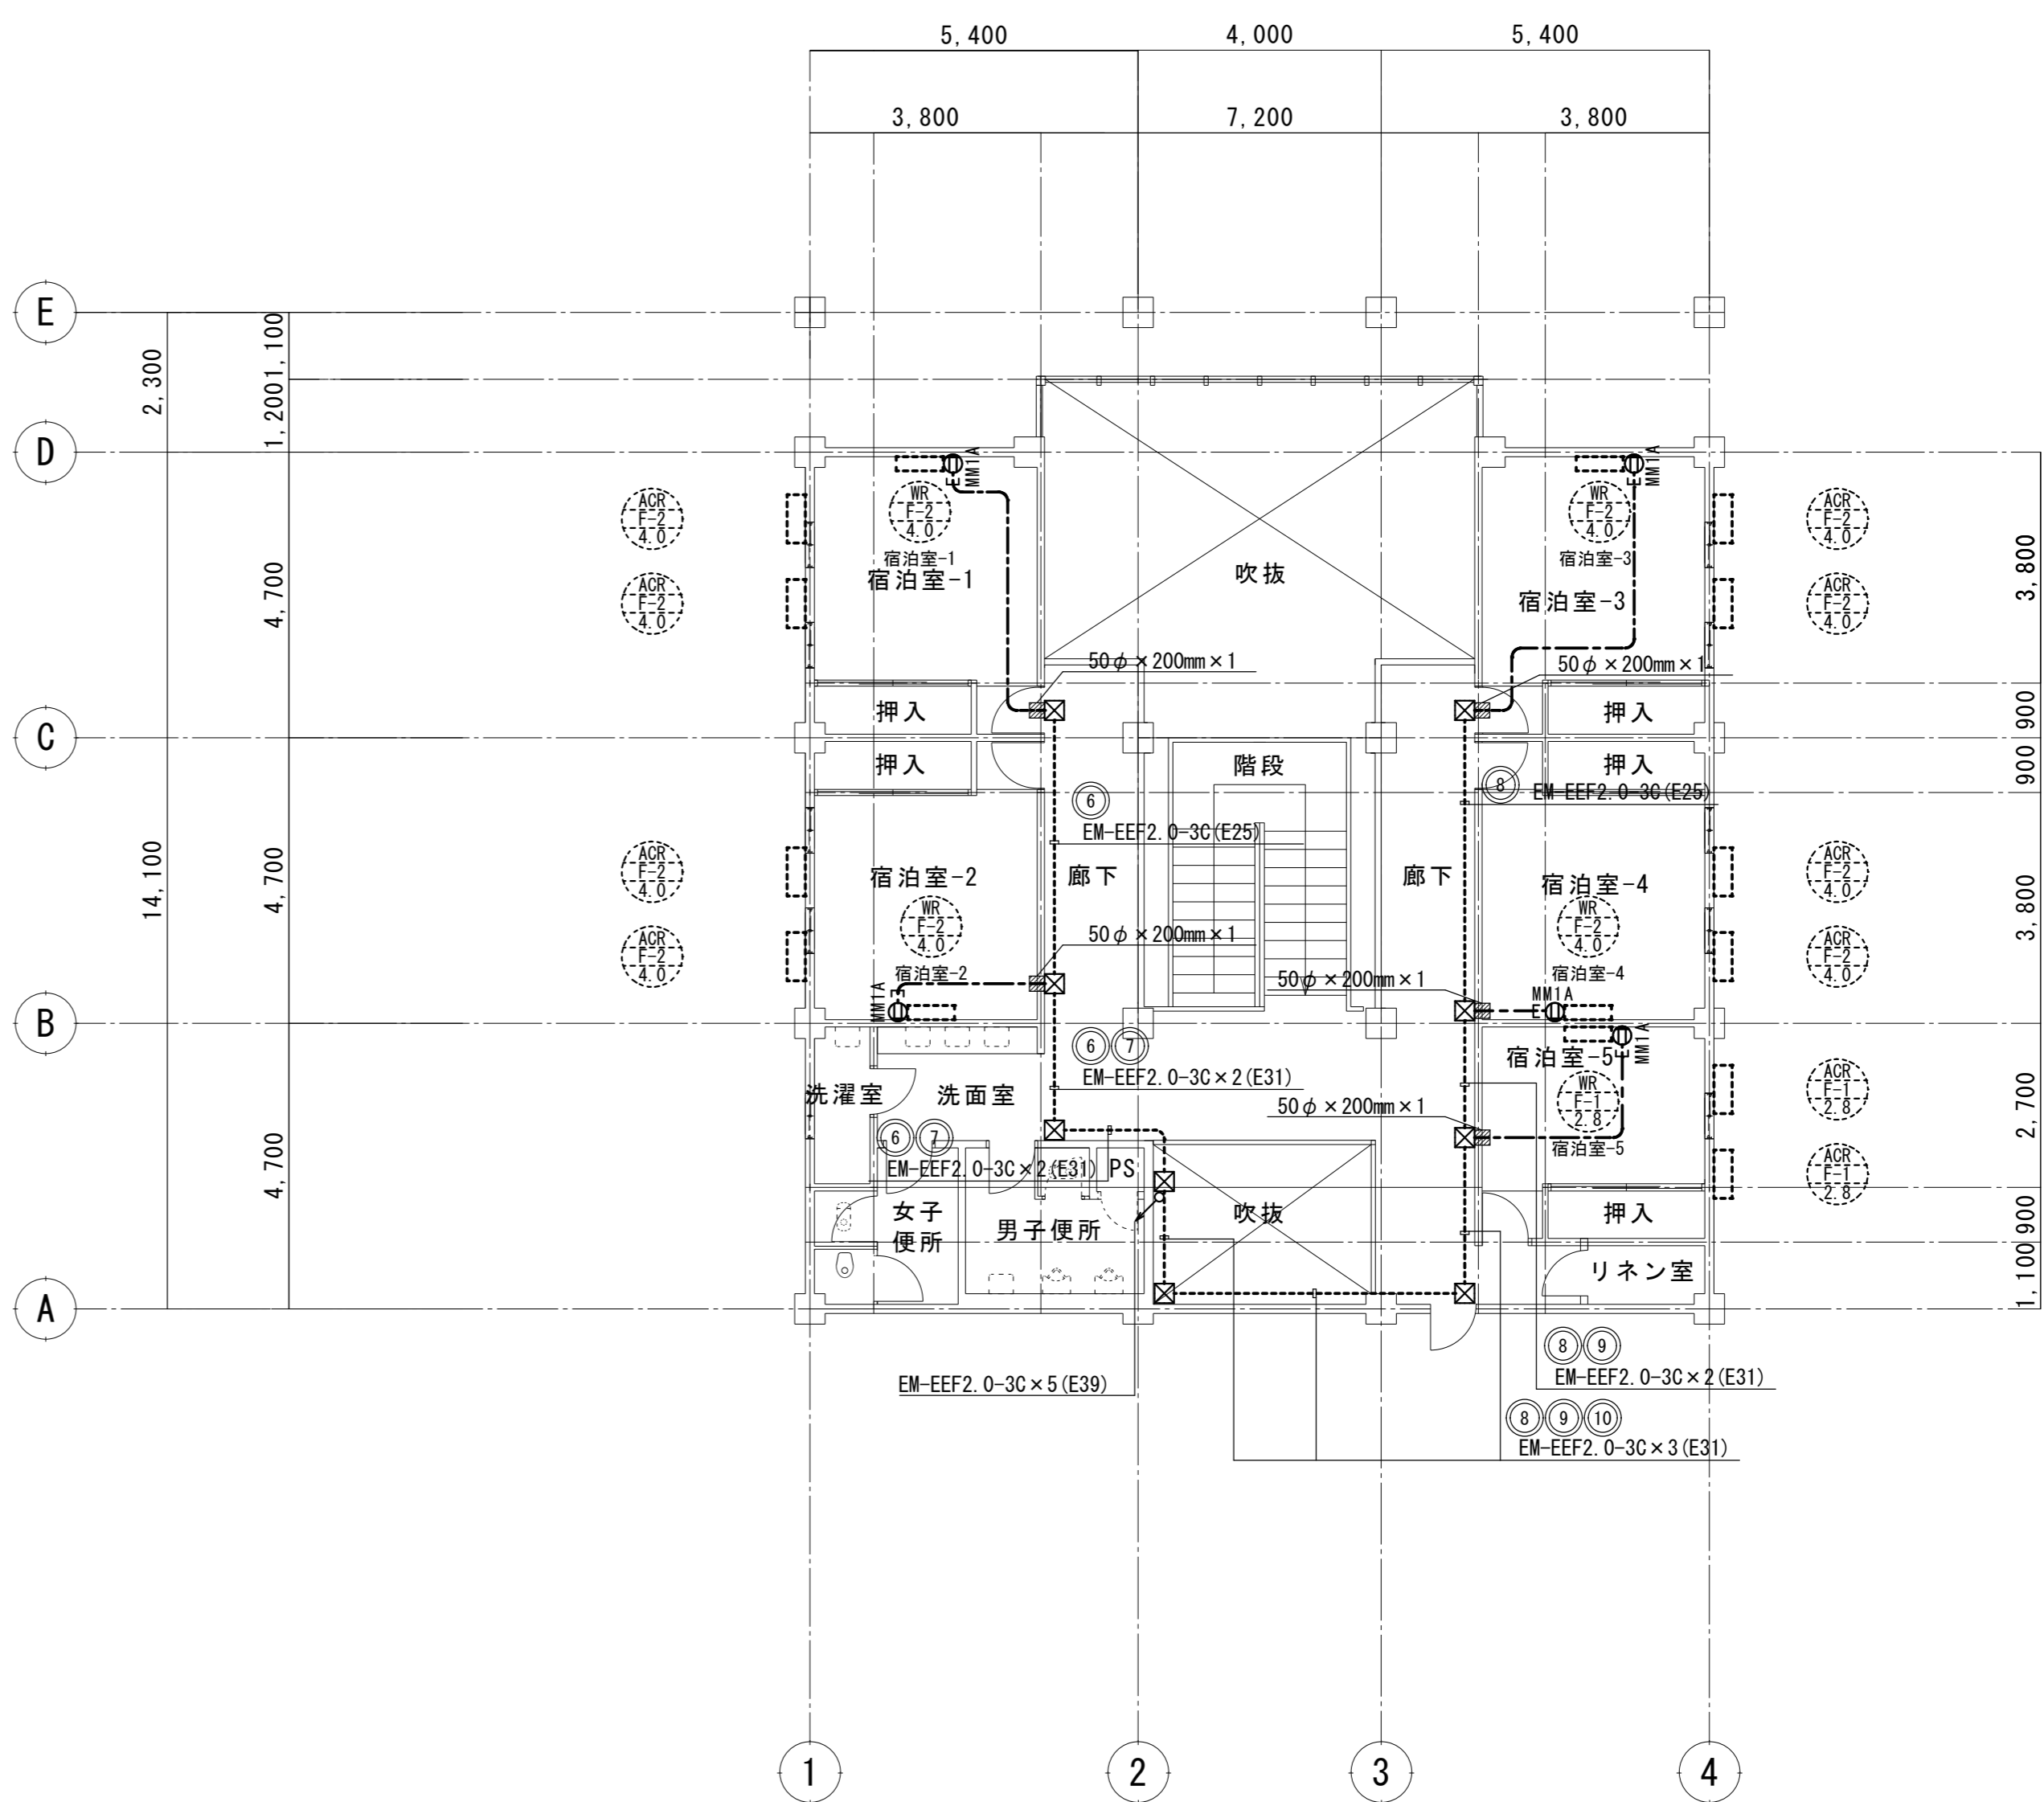 5,400
4,000
5,400
3,800
7,200
3,800
E
D
C
B
A
2,300
14,100
1,100
1,200
4,700
4,700
4,700
3,800
900
900
3,800
2,700
900
1,100
MM1A
WR
F-2
4.0
宿泊室-1
宿泊室-1
ACR
F-2
4.0
ACR
F-2
4.0
吹抜
MM1A
WR
F-2
4.0
宿泊室-3
宿泊室-3
ACR
F-2
4.0
ACR
F-2
4.0
50φ×200mm×1
50φ×200mm×1
押入
押入
押入
押入
階段
6
EM-EEF2.0-3C(E25)
8
EM-EEF2.0-3C(E25)
ACR
F-2
4.0
ACR
F-2
4.0
宿泊室-2
WR
F-2
4.0
宿泊室-2
MM1A
廊下
廊下
50φ×200mm×1
50φ×200mm×1
宿泊室-4
WR
F-2
4.0
宿泊室-4
MM1A
ACR
F-2
4.0
ACR
F-2
4.0
6
7
EM-EEF2.0-3C×2(E31)
宿泊室-5
MM1A
WR
F-1
2.8
宿泊室-5
ACR
F-1
2.8
ACR
F-1
2.8
50φ×200mm×1
洗濯室
洗面室
6
7
EM-EEF2.0-3C×2(E31)
PS
女子
便所
男子便所
吹抜
押入
リネン室
EM-EEF2.0-3C×5(E39)
8
9
EM-EEF2.0-3C×2(E31)
8
9
10
EM-EEF2.0-3C×3(E31)
1
2
3
4